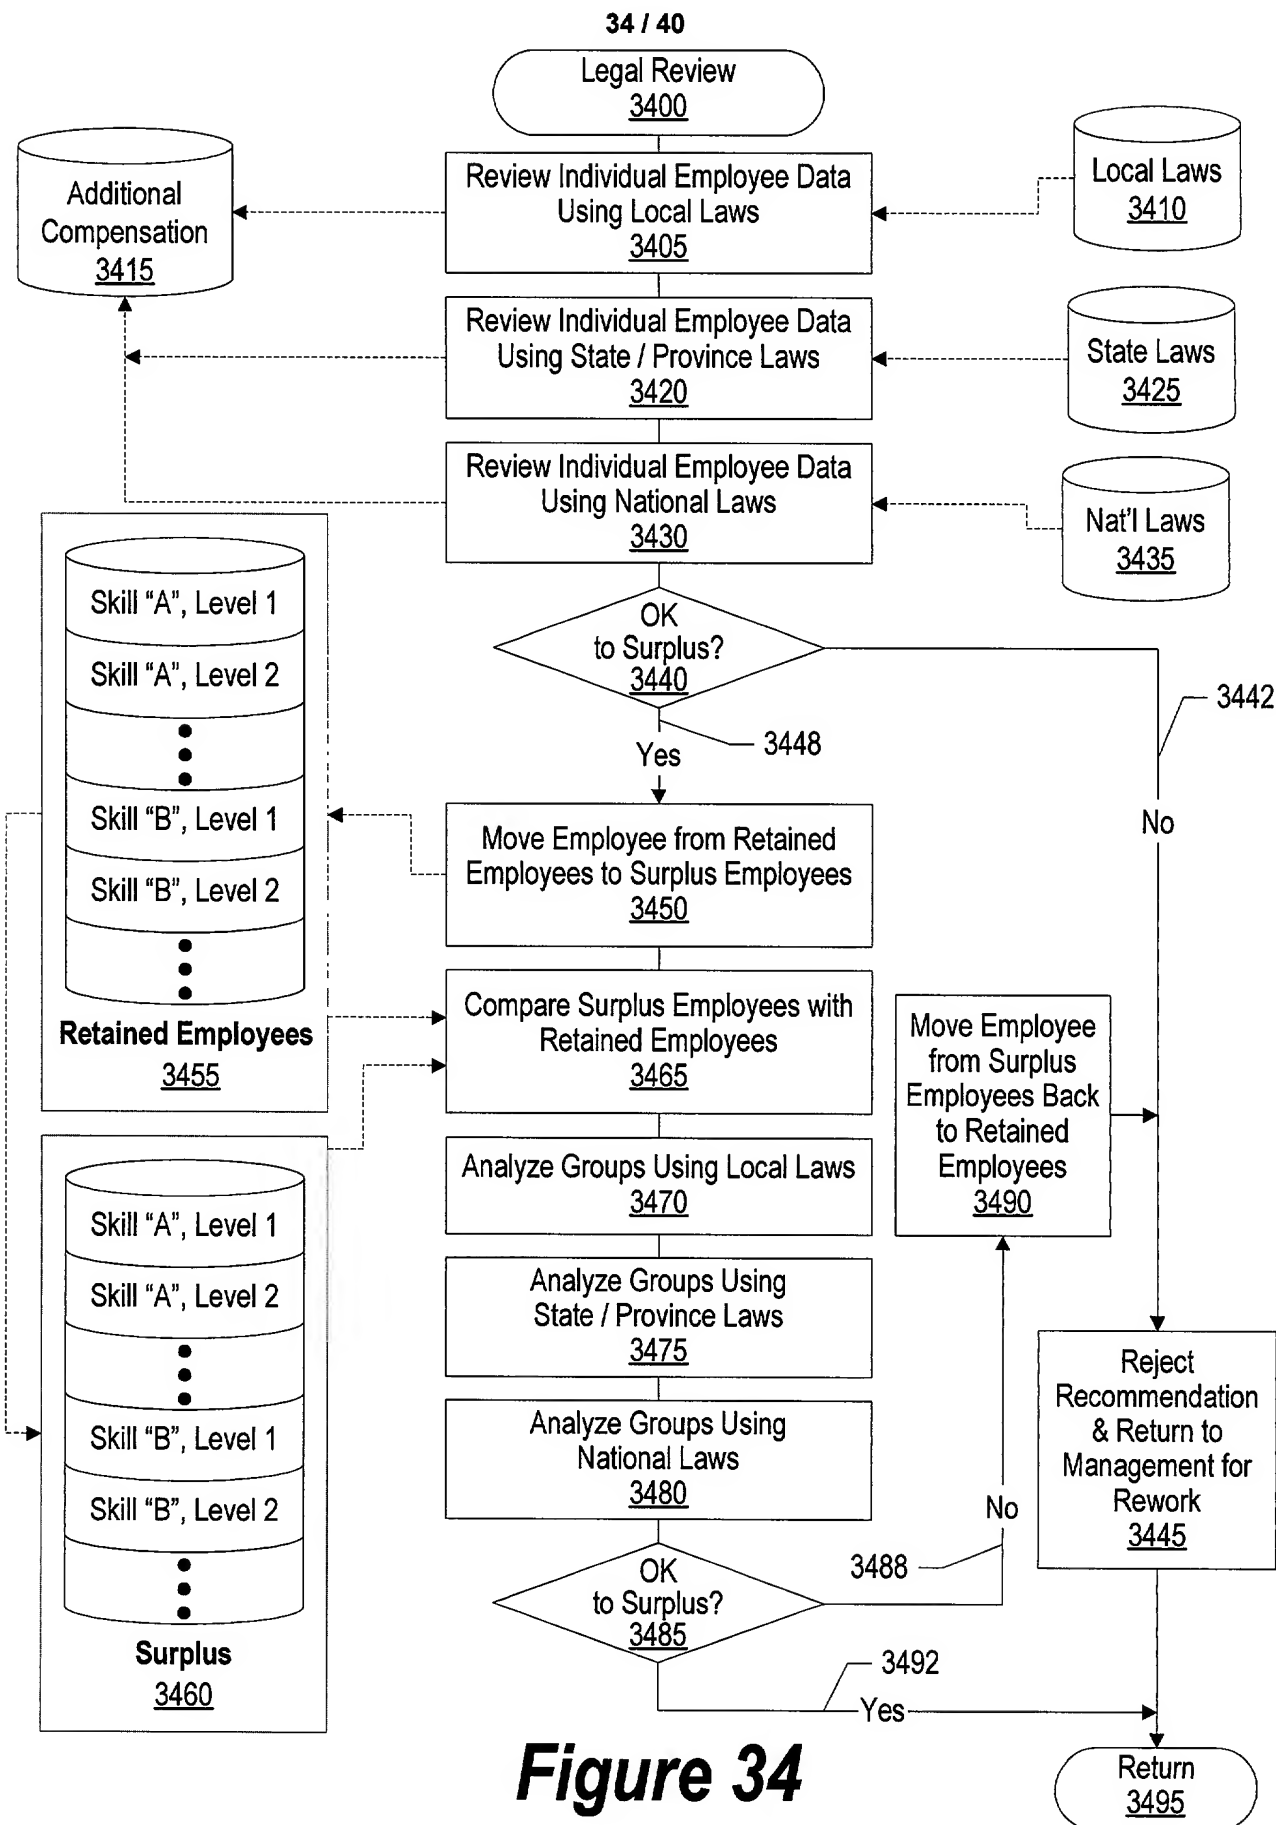 34 / 40
Legal Review
3400
Additional
Compensation
3415
Review Individual Employee Data
Using Local Laws
3405
Local Laws
3410
Review Individual Employee Data
Using State / Province Laws
3420
State Laws
3425
Review Individual Employee Data
Using National Laws
3430
Nat'l Laws
3435
OK
to Surplus?
3440
3442
3448
Yes
No
Skill "A", Level 1
Skill "A", Level 2
Skill "B", Level 1
Skill "B", Level 2
Retained Employees
3455
Move Employee from Retained
Employees to Surplus Employees
3450
Compare Surplus Employees with
Retained Employees
3465
Move Employee
from Surplus
Employees Back
to Retained
Employees
3490
Analyze Groups Using Local Laws
3470
Skill "A", Level 1
Skill "A", Level 2
Skill "B", Level 1
Skill "B", Level 2
Surplus
3460
Analyze Groups Using
State / Province Laws
3475
Analyze Groups Using
National Laws
3480
Reject
Recommendation
& Return to
Management for
Rework
3445
No
3488
OK
to Surplus?
3485
3492
Yes
Return
3495
Figure 34